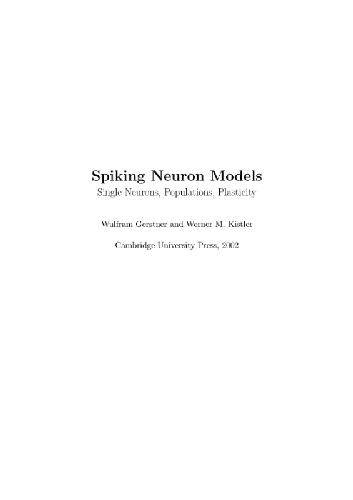 Spiking Neuron Models
Single Neurons, Populations, Plasticity
Wulfram Gerstner and Werner M. Kistler
Cambridge University Press, 2002